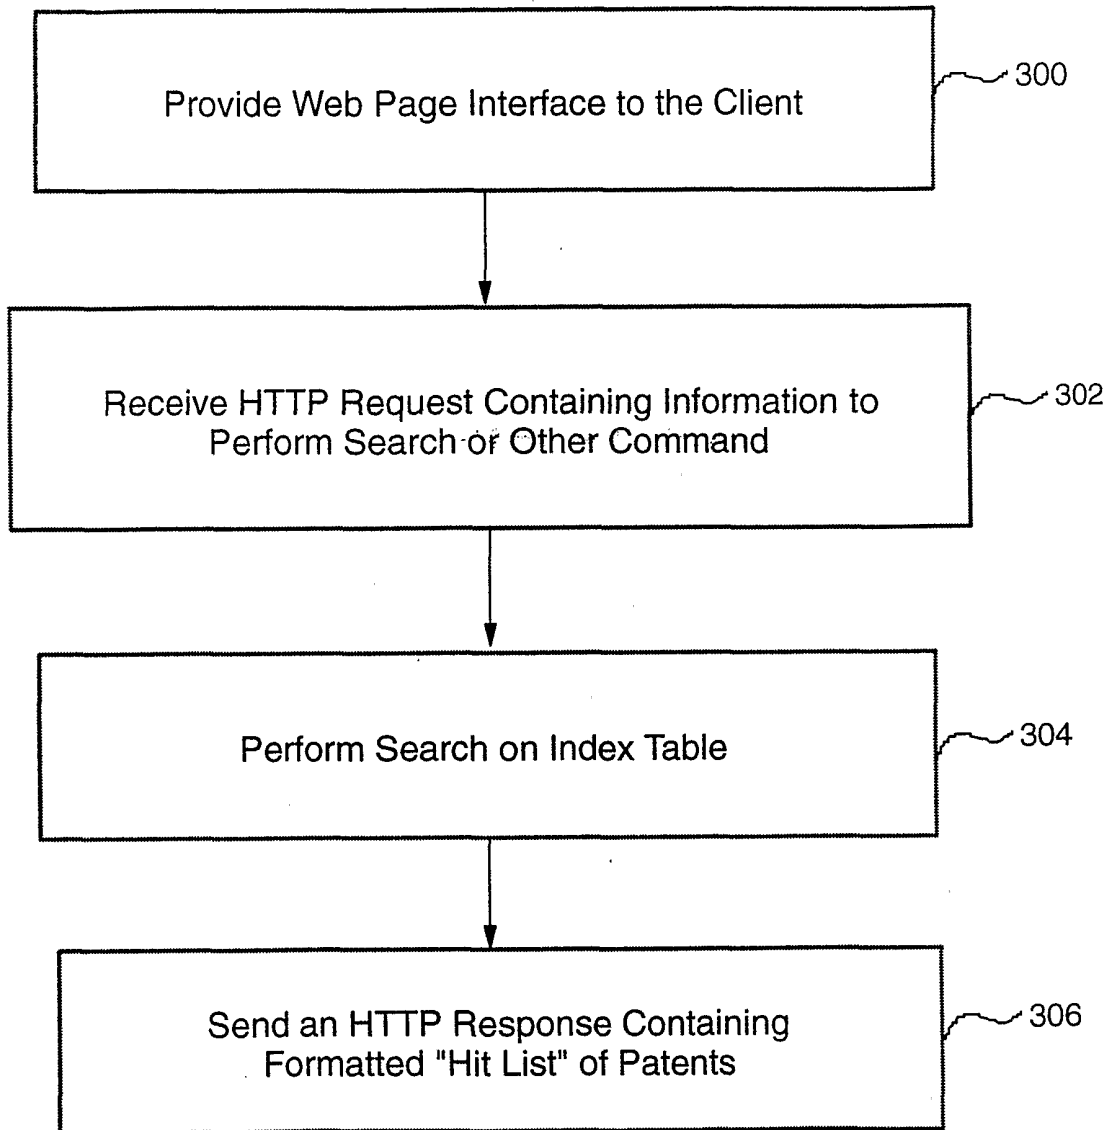 Provide Web Page Interface to the Client
300
Receive HTTP Request Containing Information to
Perform Search or Other Command
302
Perform Search on Index Table
304
Send an HTTP Response Containing
Formatted "Hit List" of Patents
306